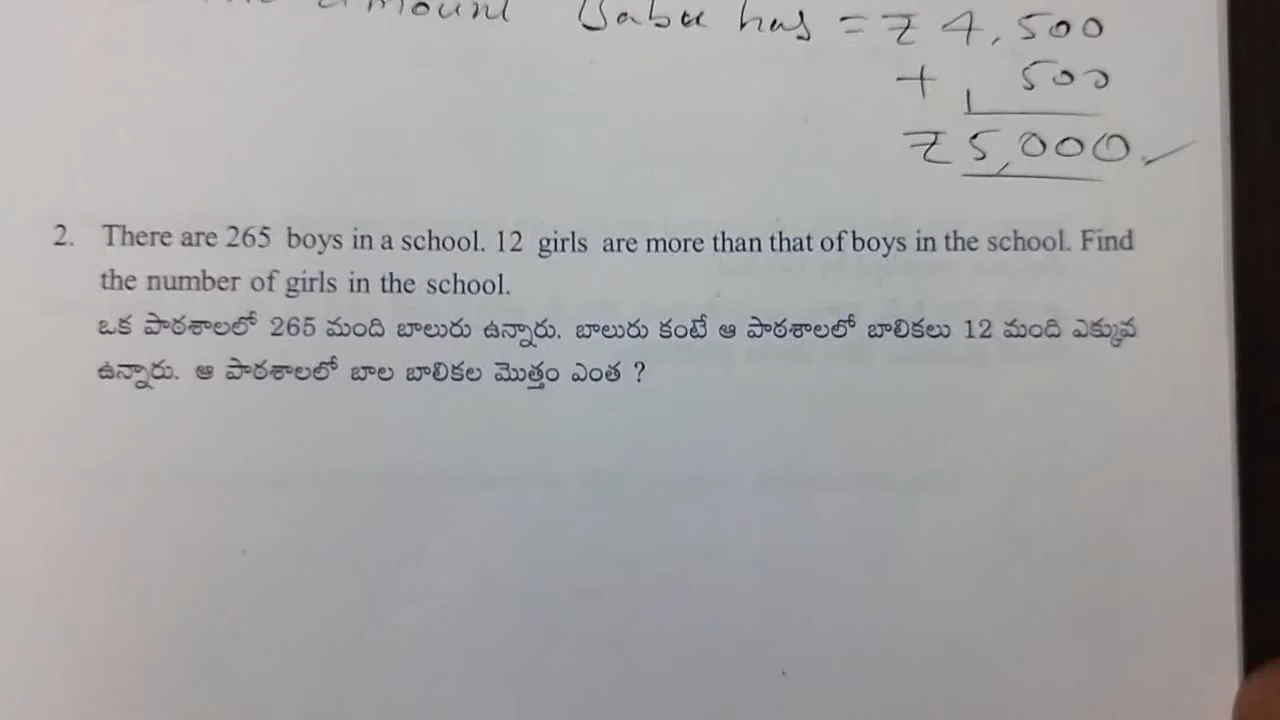 amount Babu has = ₹ 4,500
+ 500
₹ 5,000
2. There are 265 boys in a school. 12 girls are more than that of boys in the school. Find
the number of girls in the school.
ఒక పాఠశాలలో 265 మంది బాలురు ఉన్నారు. బాలురు కంటే ఆ పాఠశాలలో బాలికలు 12 మంది ఎక్కువ
ఉన్నారు. ఆ పాఠశాలలో బాల బాలికల మొత్తం ఎంత ?